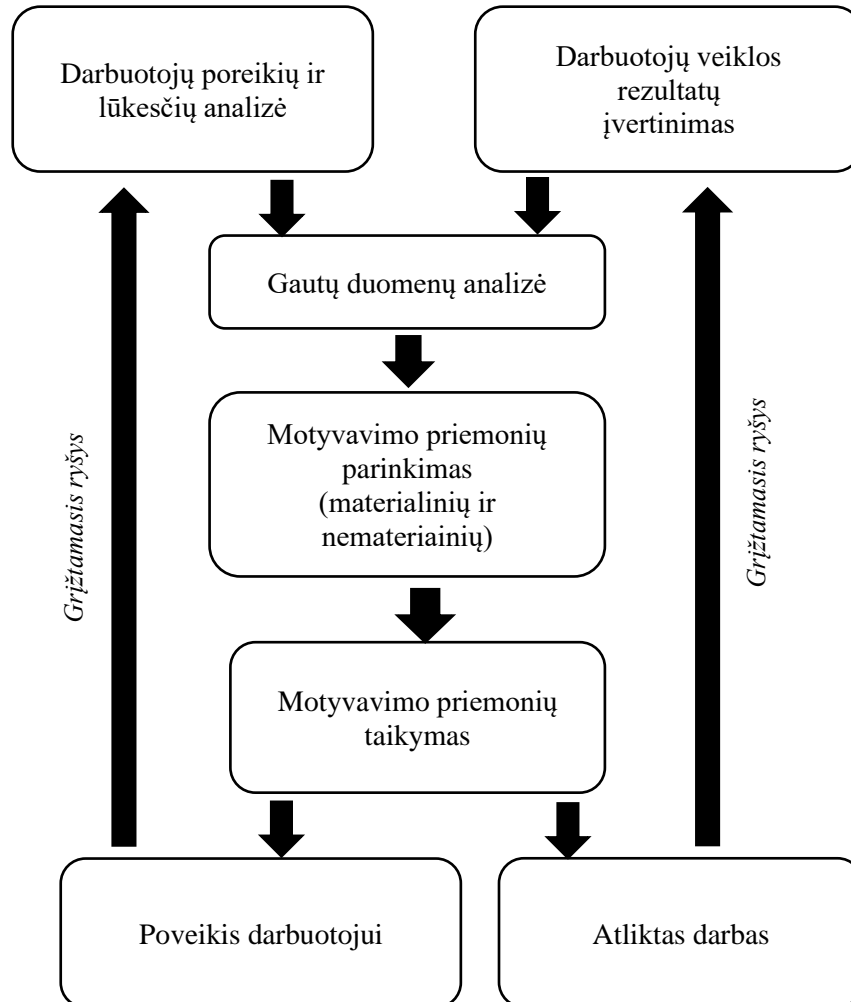 Darbuotojų poreikių ir
lūkesčių analizė
Darbuotojų veiklos
rezultatų
įvertinimas
Gautų duomenų analizė
Motyvavimo priemonių
parinkimas
(materialinių ir
nemateriainių)
Grįžtamasis ryšys
Grįžtamasis ryšys
Motyvavimo priemonių
taikymas
Poveikis darbuotojui
Atliktas darbas